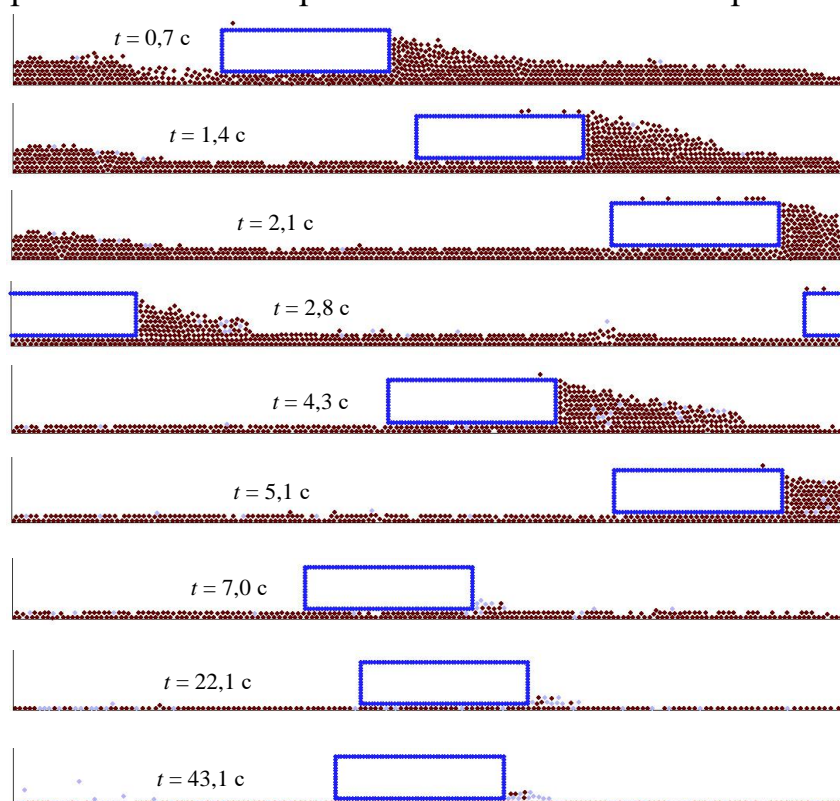 t = 0,7 с
t = 1,4 с
t = 2,1 с
t = 2,8 с
t = 4,3 с
t = 5,1 с
t = 7,0 с
t = 22,1 с
t = 43,1 с